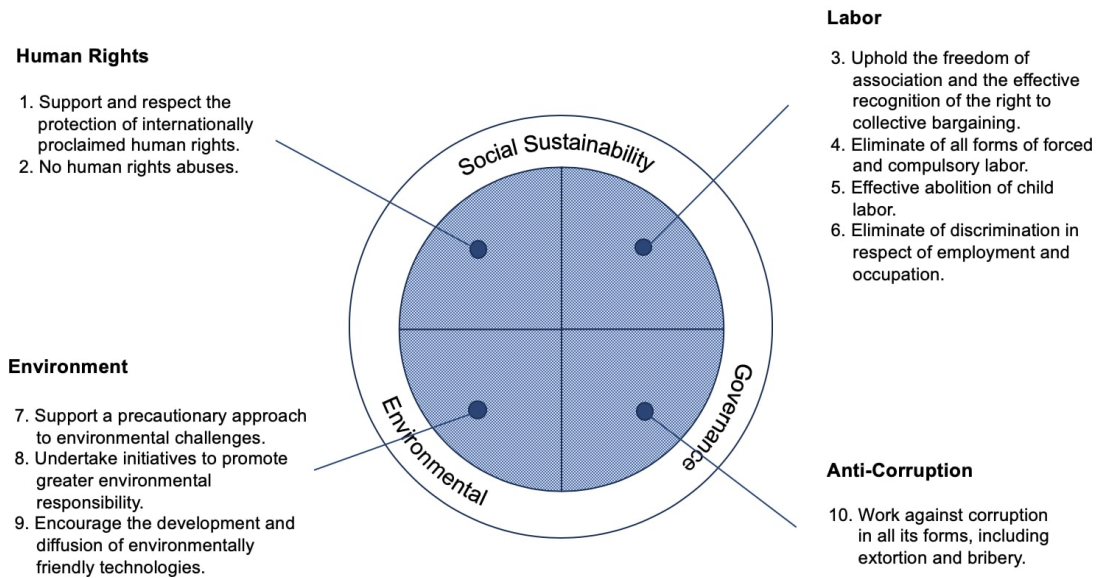 Human Rights
1. Support and respect the
protection of internationally
proclaimed human rights.
2. No human rights abuses.
Labor
3. Uphold the freedom of
association and the effective
recognition of the right to
collective bargaining.
4. Eliminate of all forms of forced
and compulsory labor.
5. Effective abolition of child
labor.
6. Eliminate of discrimination in
respect of employment and
occupation.
Social Sustainability
Environmental
Governance
Environment
7. Support a precautionary approach
to environmental challenges.
8. Undertake initiatives to promote
greater environmental
responsibility.
9. Encourage the development and
diffusion of environmentally
friendly technologies.
Anti-Corruption
10. Work against corruption
in all its forms, including
extortion and bribery.